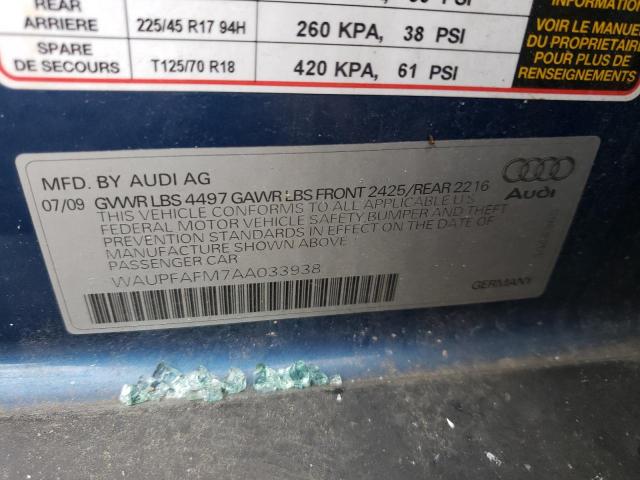 REAR
ARRIERE 225/45 R17 94H 260 KPA, 38 PSI
SPARE
DE SECOURS T125/70 R18 420 KPA, 61 PSI
INFORMATION
VOIR LE MANUEL
DU PROPRIETAIRE
POUR PLUS DE
RENSEIGNEMENTS
MFD. BY AUDI AG
07/09 GVWR LBS 4497 GAWR LBS FRONT 2425/REAR 2216
THIS VEHICLE CONFORMS TO ALL APPLICABLE
FEDERAL MOTOR VEHICLE SAFETY BUMPER AND THEFT
PREVENTION STANDARDS IN EFFECT ON THE DATE OF
MANUFACTURE SHOWN ABOVE
PASSENGER CAR
WAUPFAFM7AA033938
Audi
GERMANY